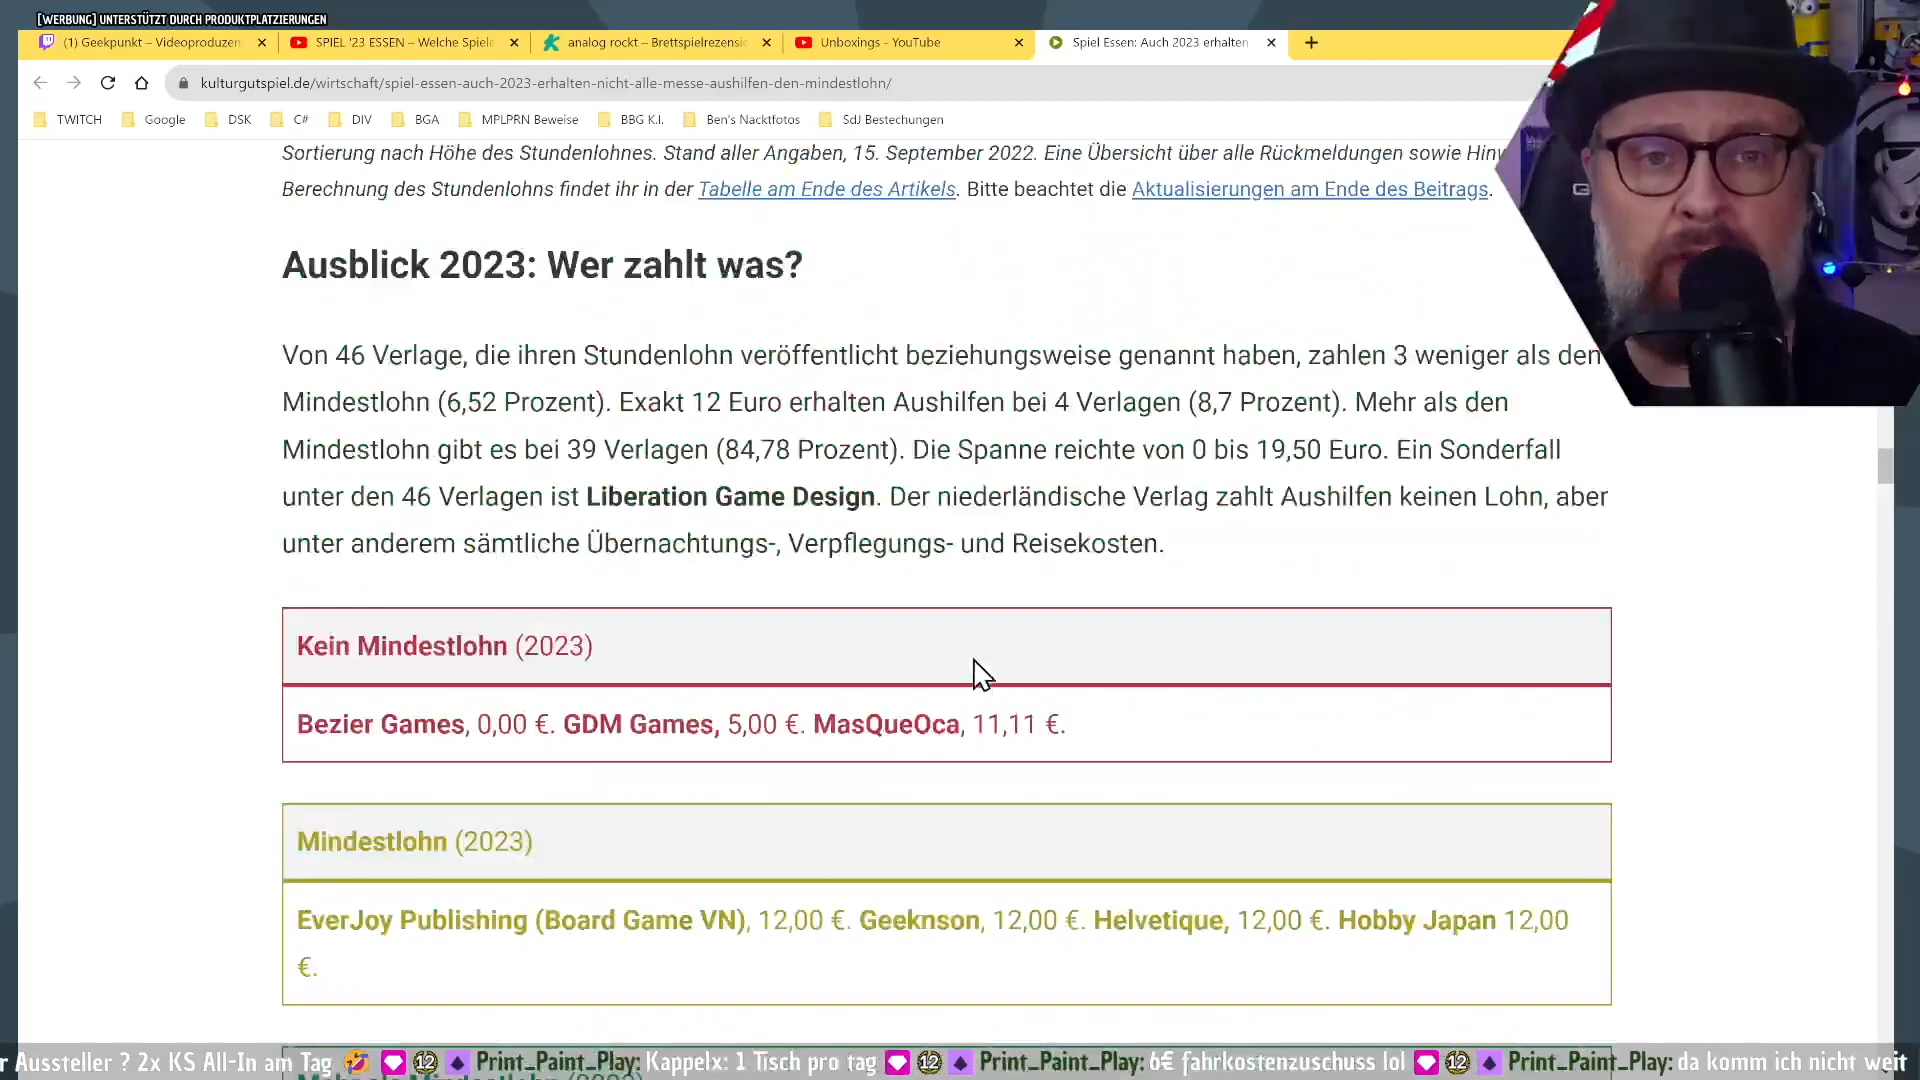 [WERBUNG] UNTERSTÜTZT DURCH PRODUKTPLATZIERUNGEN
(1) Geekpunkt – Videoproduzen
SPIEL '23 ESSEN – Welche Spiele
analog rockt – Brettspielrezensio
Unboxings - YouTube
Spiel Essen: Auch 2023 erhalten
kulturgutspiel.de/wirtschaft/spiel-essen-auch-2023-erhalten-nicht-alle-messe-aushilfen-den-mindestlohn/
TWITCH Google DSK C# DIV BGA MPLPRN Beweise BBG K.I. Ben's Nacktfotos SdJ Bestechungen
Sortierung nach Höhe des Stundenlohnes. Stand aller Angaben, 15. September 2022. Eine Übersicht über alle Rückmeldungen sowie Hinw
Berechnung des Stundenlohns findet ihr in der Tabelle am Ende des Artikels. Bitte beachtet die Aktualisierungen am Ende des Beitrags.
Ausblick 2023: Wer zahlt was?
Von 46 Verlage, die ihren Stundenlohn veröffentlicht beziehungsweise genannt haben, zahlen 3 weniger als den
Mindestlohn (6,52 Prozent). Exakt 12 Euro erhalten Aushilfen bei 4 Verlagen (8,7 Prozent). Mehr als den
Mindestlohn gibt es bei 39 Verlagen (84,78 Prozent). Die Spanne reichte von 0 bis 19,50 Euro. Ein Sonderfall
unter den 46 Verlagen ist Liberation Game Design. Der niederländische Verlag zahlt Aushilfen keinen Lohn, aber
unter anderem sämtliche Übernachtungs-, Verpflegungs- und Reisekosten.
Kein Mindestlohn (2023)
Bezier Games, 0,00 €. GDM Games, 5,00 €. MasQueOca, 11,11 €.
Mindestlohn (2023)
EverJoy Publishing (Board Game VN), 12,00 €. Geeknson, 12,00 €. Helvetique, 12,00 €. Hobby Japan 12,00
€.
r Aussteller ? 2x KS All-In am Tag 🤣 12 Print_Paint_Play: Kappelx: 1 Tisch pro tag 12 Print_Paint_Play: 6€ fahrkostenzuschuss lol 12 Print_Paint_Play: da komm ich nicht weit